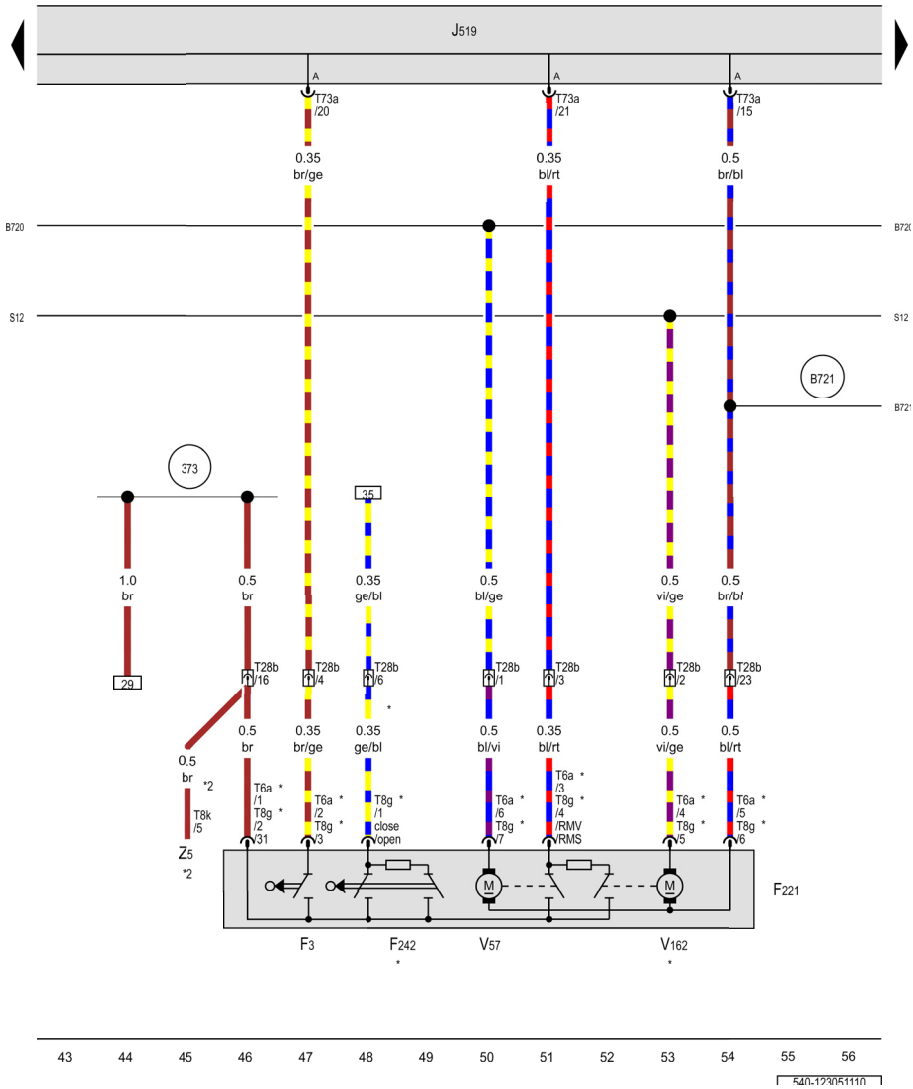 J519
A
A
A
T73a
/20
T73a
/21
T73a
/15
0.35
br/ge
0.35
bl/rt
0.5
br/bl
B720
B720
S12
S12
B721
B721
373
35
1.0
br
0.5
br
0.35
ge/bl
0.5
bl/ge
0.5
vi/ge
0.5
br/bl
29
T28b
/16
T28b
/4
T28b
/6
*
T28b
/1
T28b
/3
T28b
/2
T28b
/23
0.5
br
*2
T8k
/5
Z5
*2
0.5
br
0.35
br/ge
0.35
ge/bl
0.5
bl/vi
0.35
bl/rt
0.5
vi/ge
0.5
bl/rt
T6a *
/1
T8g *
/2
/31
T6a *
/2
T8g *
/3
T8g *
/1
close
/open
T6a *
/6
T8g *
/7
T6a *
/3
T8g *
/4
/RMV
/RMS
T6a *
/4
T8g *
/5
T6a *
/5
T8g *
/6
M
M
F221
F3
F242
*
V57
V162
*
43 44 45 46 47 48 49 50 51 52 53 54 55 56
540-123051110